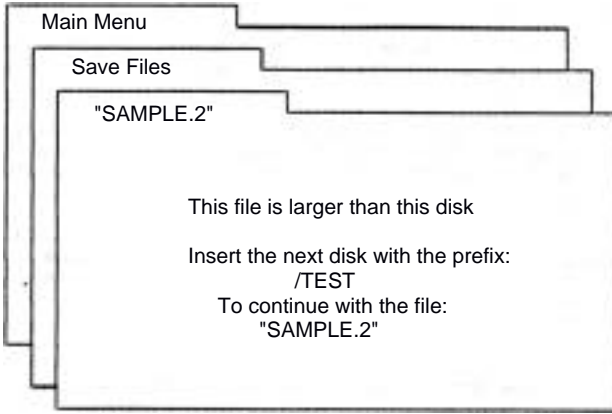 Main Menu
Save Files
"SAMPLE.2"
This file is larger than this disk
Insert the next disk with the prefix:
/TEST
To continue with the file:
"SAMPLE.2"